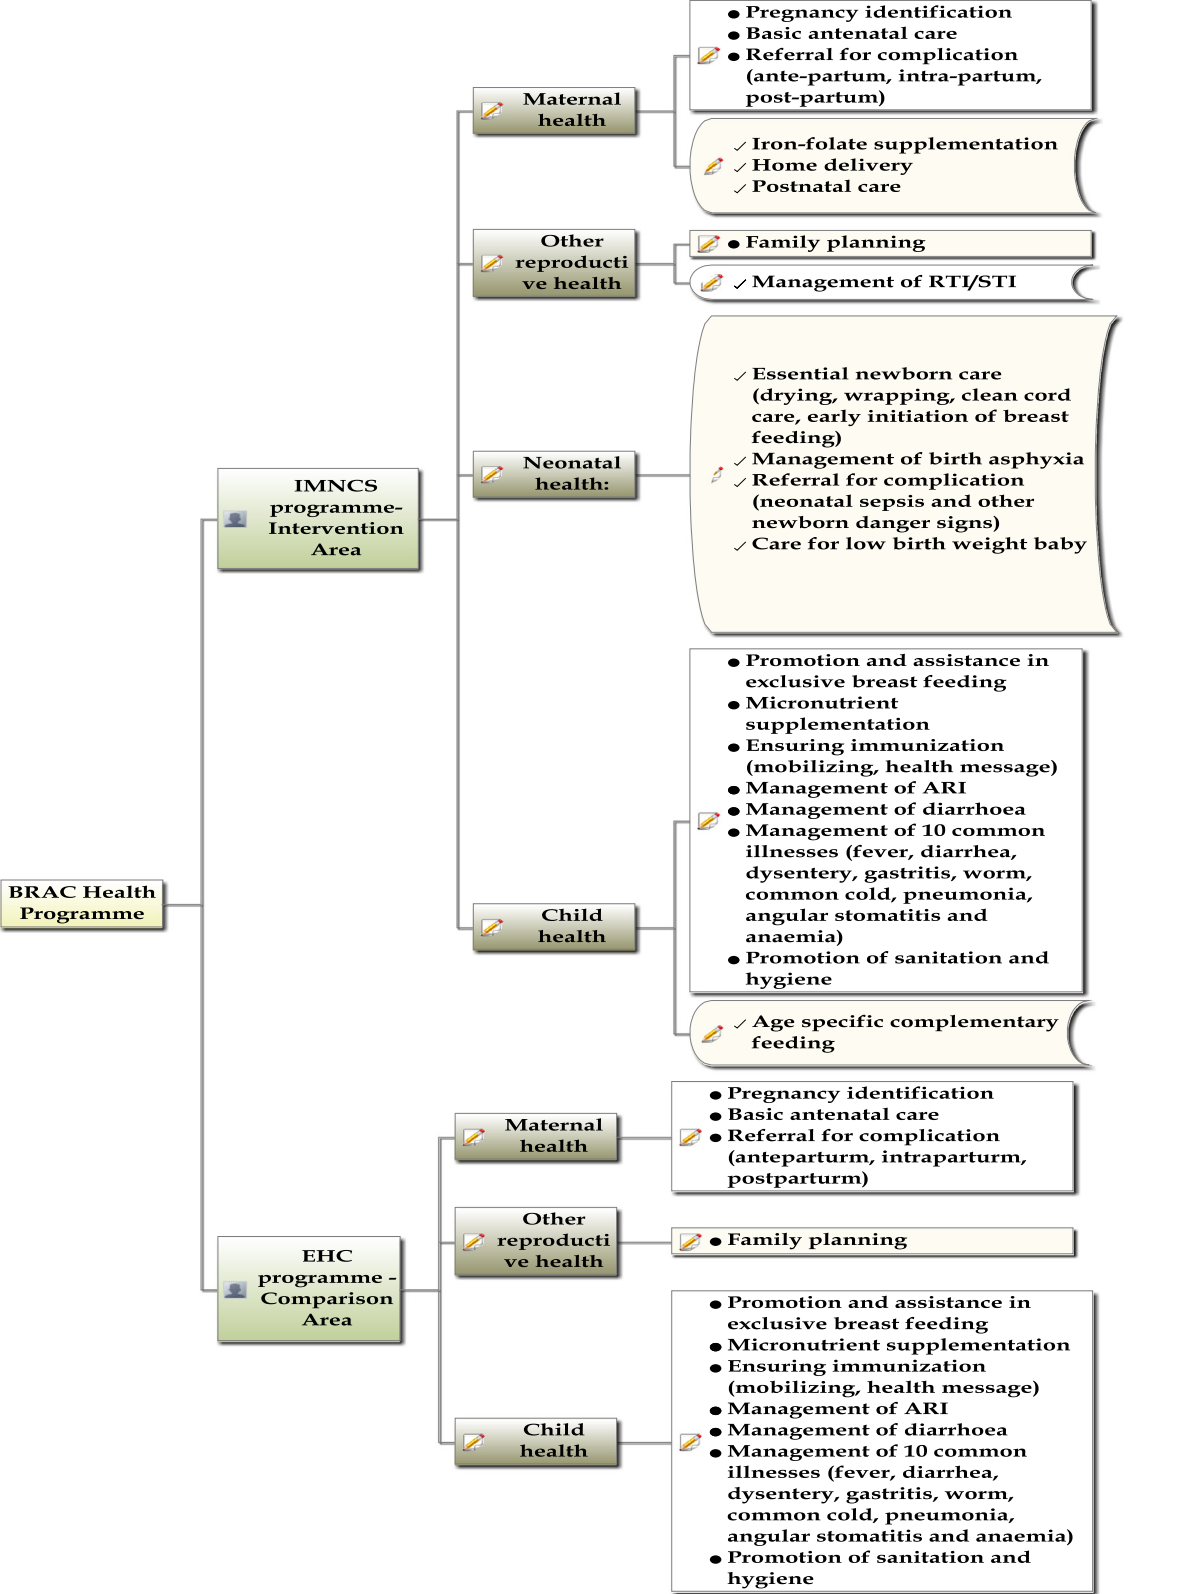 ● Pregnancy identification
● Basic antenatal care
● Referral for complication
(ante-partum, intra-partum,
post-partum)
Maternal
health
✓ Iron-folate supplementation
✓ Home delivery
✓ Postnatal care
Other
reproducti
ve health
● Family planning
✓ Management of RTI/STI
✓ Essential newborn care
(drying, wrapping, clean cord
care, early initiation of breast
feeding)
✓ Management of birth asphyxia
✓ Referral for complication
(neonatal sepsis and other
newborn danger signs)
✓ Care for low birth weight baby
Neonatal
health:
IMNCS
programme-
Intervention
Area
● Promotion and assistance in
exclusive breast feeding
● Micronutrient
supplementation
● Ensuring immunization
(mobilizing, health message)
● Management of ARI
● Management of diarrhoea
● Management of 10 common
illnesses (fever, diarrhea,
dysentery, gastritis, worm,
common cold, pneumonia,
angular stomatitis and
anaemia)
● Promotion of sanitation and
hygiene
BRAC Health
Programme
Child
health
✓ Age specific complementary
feeding
Maternal
health
● Pregnancy identification
● Basic antenatal care
● Referral for complication
(anteparturm, intraparturm,
postparturm)
Other
reproducti
ve health
● Family planning
EHC
programme -
Comparison
Area
Child
health
● Promotion and assistance in
exclusive breast feeding
● Micronutrient supplementation
● Ensuring immunization
(mobilizing, health message)
● Management of ARI
● Management of diarrhoea
● Management of 10 common
illnesses (fever, diarrhea,
dysentery, gastritis, worm,
common cold, pneumonia,
angular stomatitis and anaemia)
● Promotion of sanitation and
hygiene